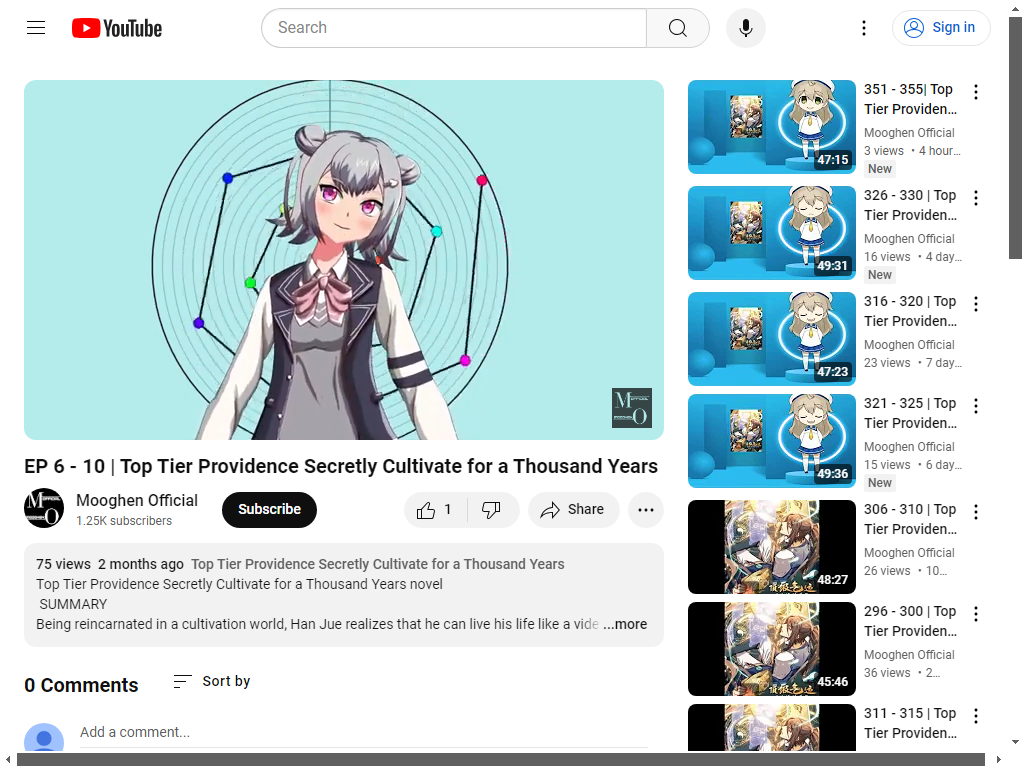 YouTube
Search
Sign in
EP 6 - 10 | Top Tier Providence Secretly Cultivate for a Thousand Years
Mooghen Official
1.25K subscribers
Subscribe
1
Share
75 views 2 months ago Top Tier Providence Secretly Cultivate for a Thousand Years
Top Tier Providence Secretly Cultivate for a Thousand Years novel
SUMMARY
Being reincarnated in a cultivation world, Han Jue realizes that he can live his life like a vide ...more
0 Comments
Sort by
Add a comment...
351 - 355| Top
Tier Providen...
Mooghen Official
3 views • 4 hour...
New
47:15
326 - 330 | Top
Tier Providen...
Mooghen Official
16 views • 4 day...
New
49:31
316 - 320 | Top
Tier Providen...
Mooghen Official
23 views • 7 day...
47:23
321 - 325 | Top
Tier Providen...
Mooghen Official
15 views • 6 day...
New
49:36
306 - 310 | Top
Tier Providen...
Mooghen Official
26 views • 10...
48:27
296 - 300 | Top
Tier Providen...
Mooghen Official
36 views • 2...
45:46
311 - 315 | Top
Tier Providen...